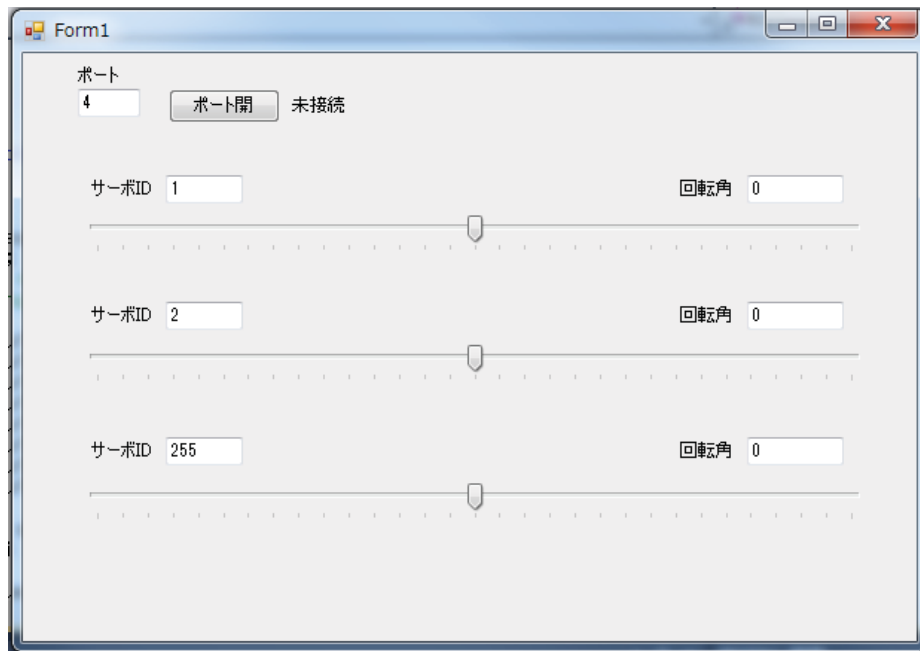 Form1
ポート
4 ポート開 未接続
サーボID 1 回転角 0
サーボID 2 回転角 0
サーボID 255 回転角 0